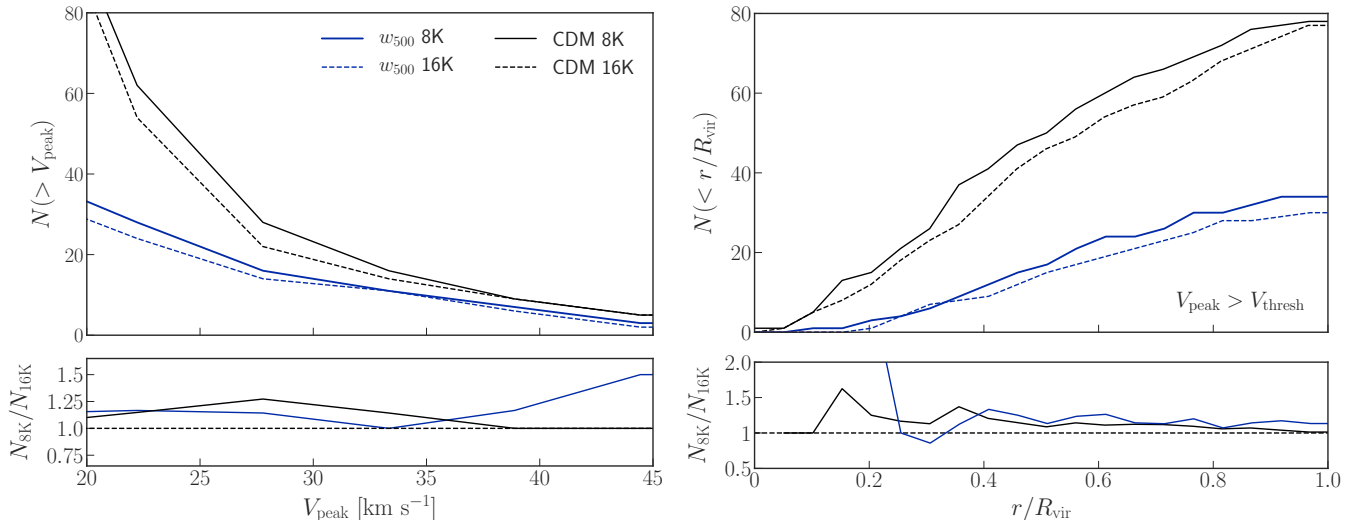 80
60
40
20
0
N(> V_peak)
w_500 8K
w_500 16K
CDM 8K
CDM 16K
1.5
1.25
1.0
0.75
N_8K/N_16K
20 25 30 35 40 45
V_peak [km s⁻¹]
80
60
40
20
0
N(< r/R_vir)
V_peak > V_thresh
2.0
1.5
1
0.5
N_8K/N_16K
0 0.2 0.4 0.6 0.8 1.0
r/R_vir